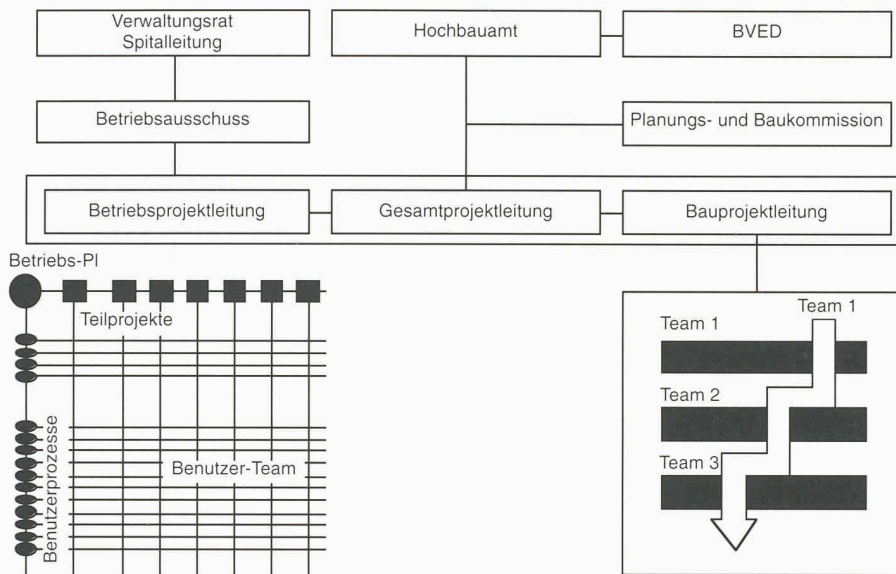 Verwaltungsrat
Spitalleitung
Hochbauamt
BVED
Betriebsausschuss
Planungs- und Baukommission
Betriebsprojektleitung
Gesamtprojektleitung
Bauprojektleitung
Betriebs-Pl
Teilprojekte
Benutzerprozesse
Benutzer-Team
Team 1
Team 1
Team 2
Team 3